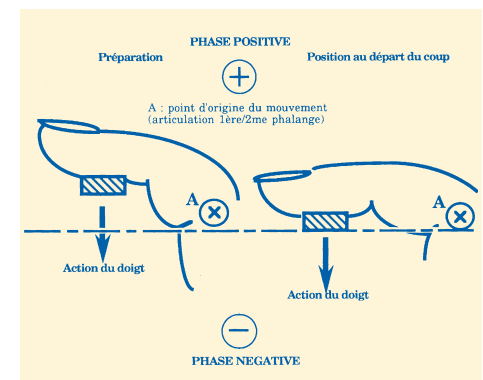 PHASE POSITIVE
Préparation
Position au départ du coup
+
A : point d'origine du mouvement
(articulation 1ère/2me phalange)
A
A
Action du doigt
Action du doigt
−
PHASE NEGATIVE